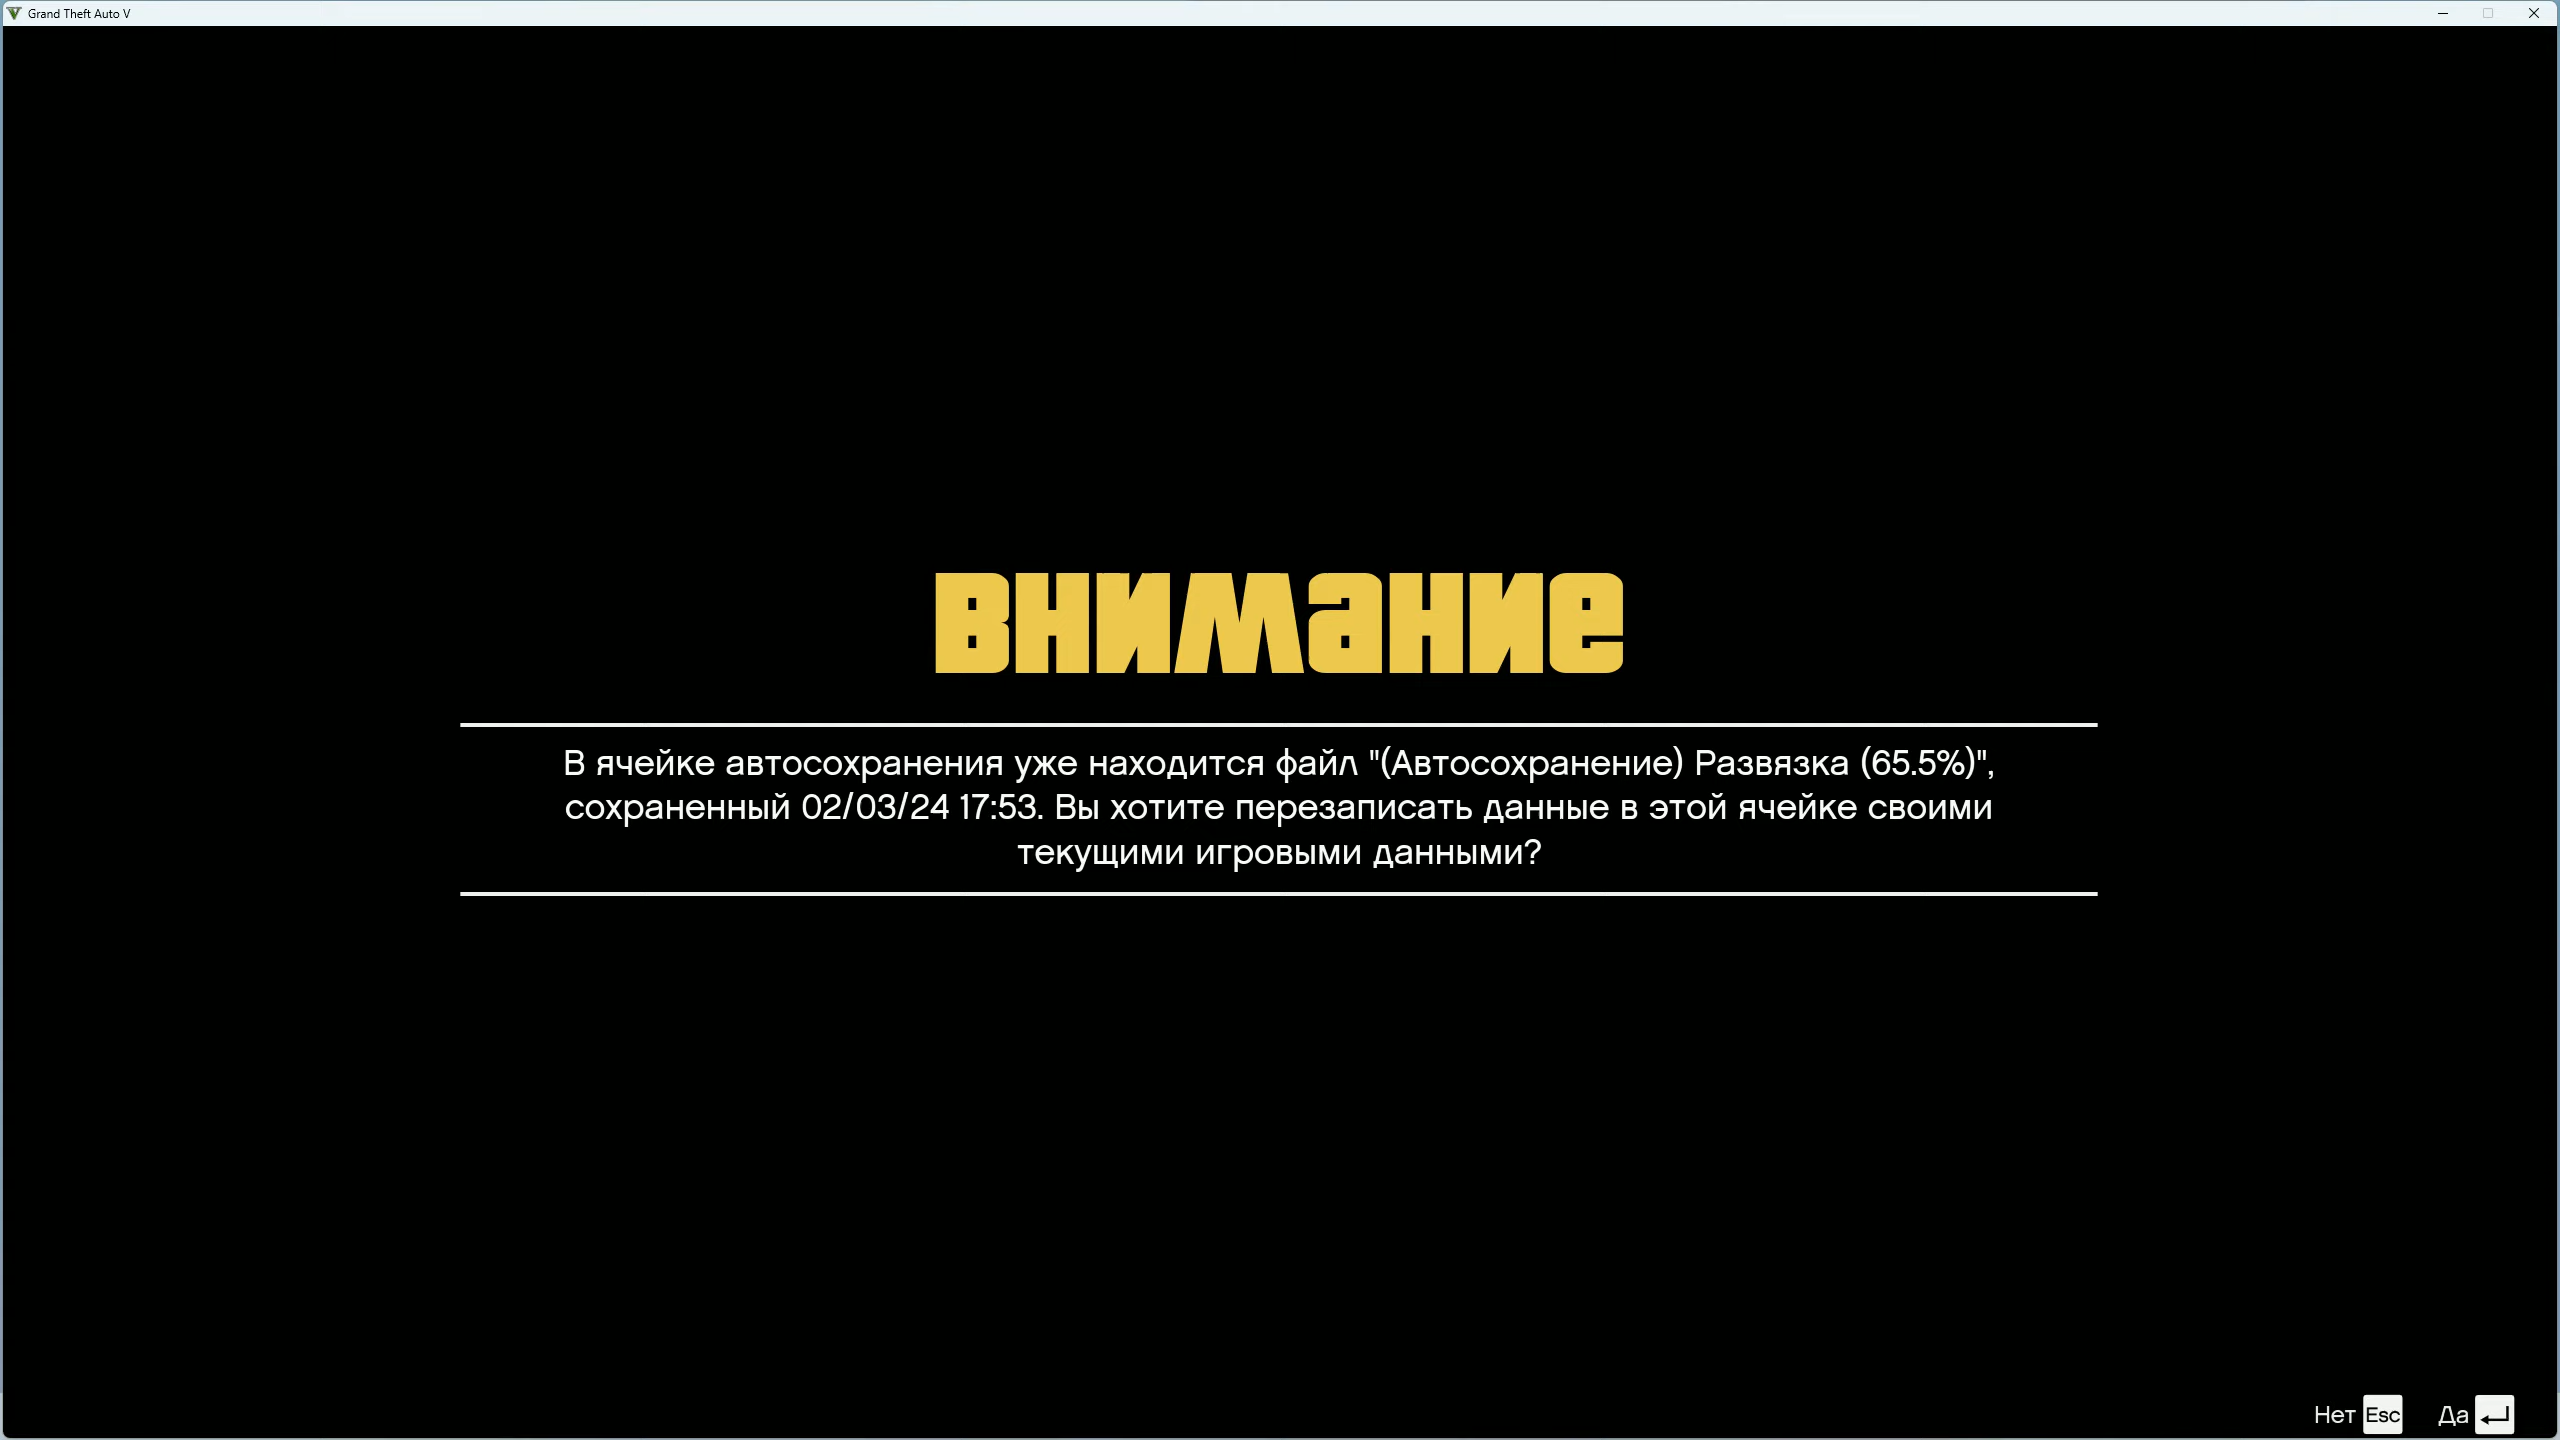 Grand Theft Auto V
внимание
В ячейке автосохранения уже находится файл "(Автосохранение) Развязка (65.5%)",
сохраненный 02/03/24 17:53. Вы хотите перезаписать данные в этой ячейке своими
текущими игровыми данными?
Нет Esc Да